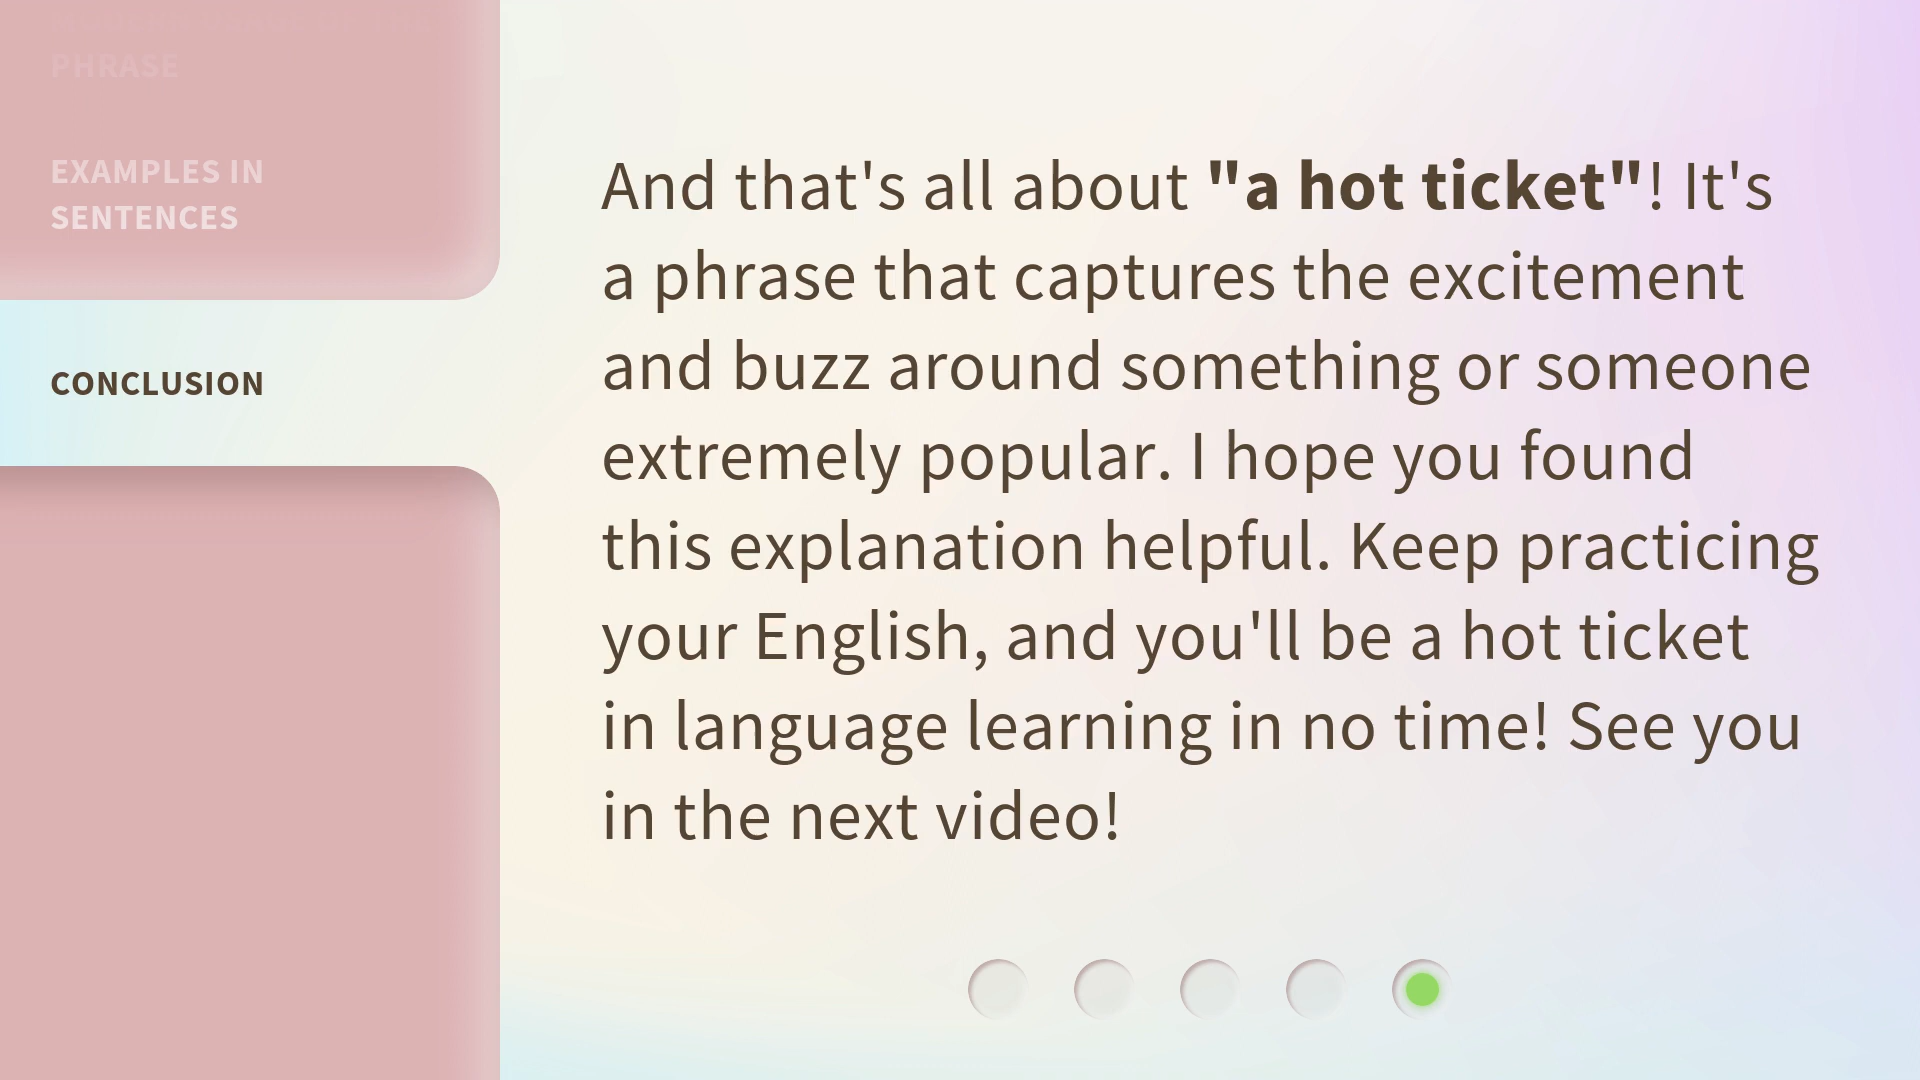 PHRASE
EXAMPLES IN
SENTENCES
CONCLUSION
And that's all about "a hot ticket"! It's
a phrase that captures the excitement
and buzz around something or someone
extremely popular. I hope you found
this explanation helpful. Keep practicing
your English, and you'll be a hot ticket
in language learning in no time! See you
in the next video!